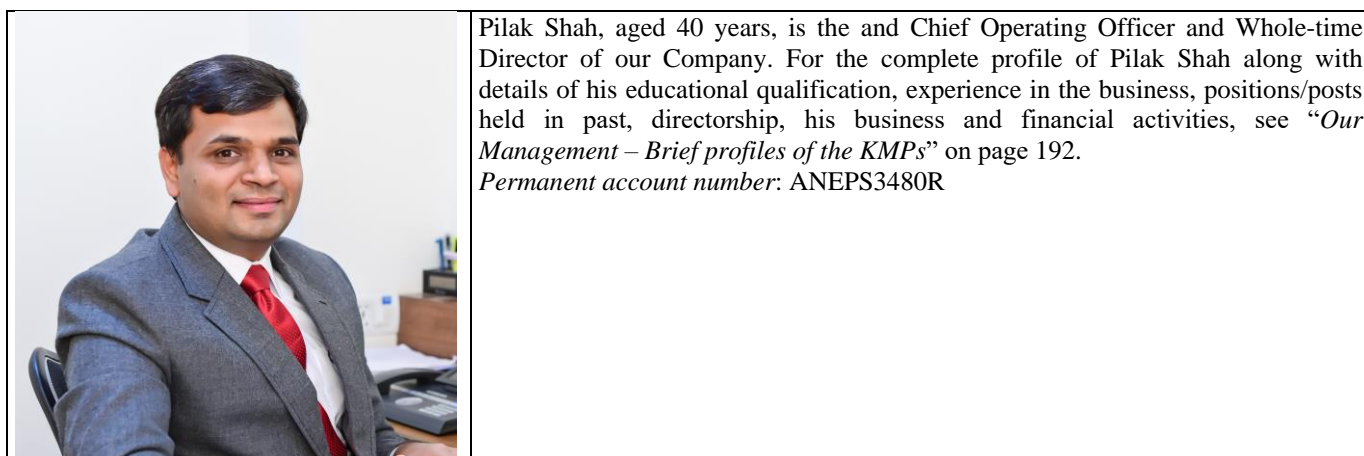 Pilak Shah, aged 40 years, is the and Chief Operating Officer and Whole-time
Director of our Company. For the complete profile of Pilak Shah along with
details of his educational qualification, experience in the business, positions/posts
held in past, directorship, his business and financial activities, see “Our
Management – Brief profiles of the KMPs” on page 192.
Permanent account number: ANEPS3480R